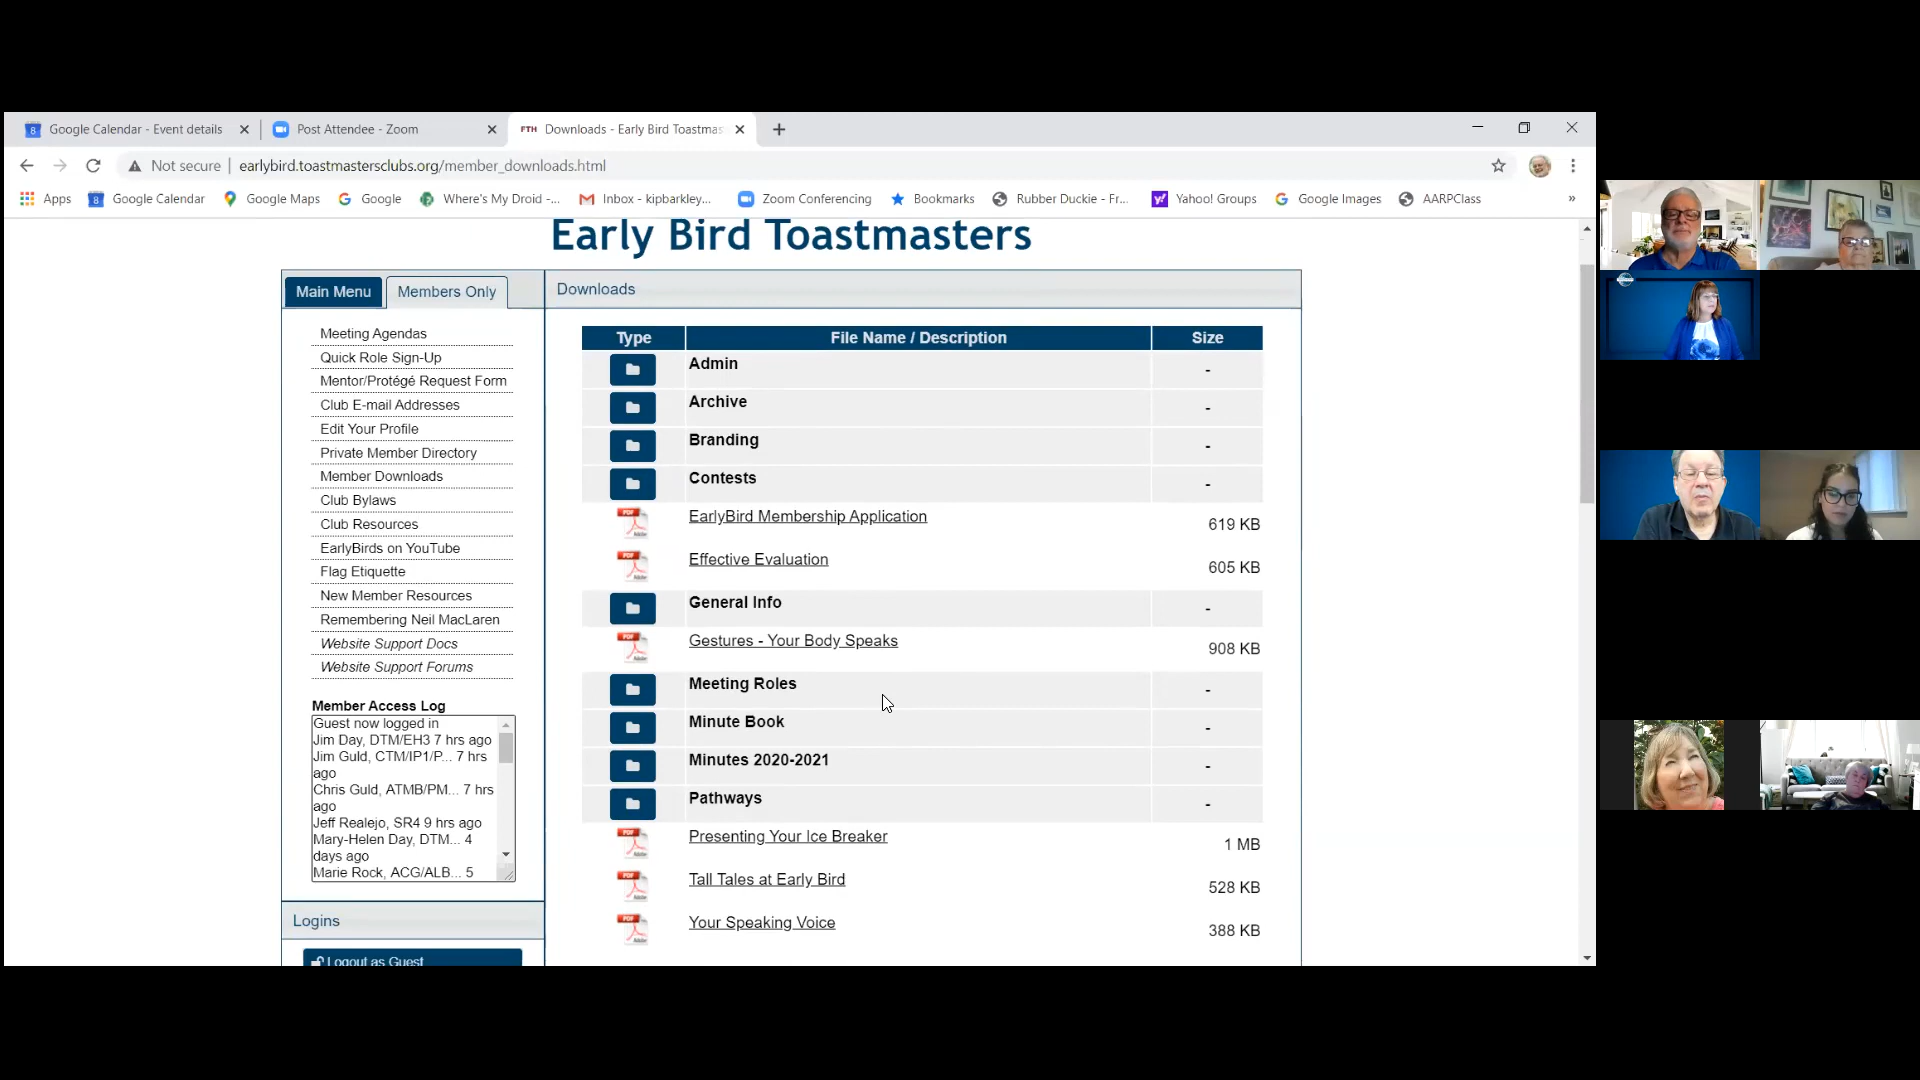 Google Calendar - Event details
Post Attendee - Zoom
FTH Downloads - Early Bird Toastmas
Not secure | earlybird.toastmastersclubs.org/member_downloads.html
Apps
Google Calendar
Google Maps
Google
Where's My Droid -...
Inbox - kipbarkley...
Zoom Conferencing
Bookmarks
Rubber Duckie - Fr...
Yahoo! Groups
Google Images
AARPClass
»
Early Bird Toastmasters
Main Menu
Members Only
Meeting Agendas
Quick Role Sign-Up
Mentor/Protégé Request Form
Club E-mail Addresses
Edit Your Profile
Private Member Directory
Member Downloads
Club Bylaws
Club Resources
EarlyBirds on YouTube
Flag Etiquette
New Member Resources
Remembering Neil MacLaren
Website Support Docs
Website Support Forums
Member Access Log
Guest now logged in
Jim Day, DTM/EH3 7 hrs ago
Jim Guld, CTM/IP1/P... 7 hrs
ago
Chris Guld, ATMB/PM... 7 hrs
ago
Jeff Realejo, SR4 9 hrs ago
Mary-Helen Day, DTM... 4
days ago
Marie Rock, ACG/ALB... 5
Logins
Logout as Guest
Downloads
Type File Name / Description Size
Admin -
Archive -
Branding -
Contests -
EarlyBird Membership Application 619 KB
Effective Evaluation 605 KB
General Info -
Gestures - Your Body Speaks 908 KB
Meeting Roles -
Minute Book -
Minutes 2020-2021 -
Pathways -
Presenting Your Ice Breaker 1 MB
Tall Tales at Early Bird 528 KB
Your Speaking Voice 388 KB